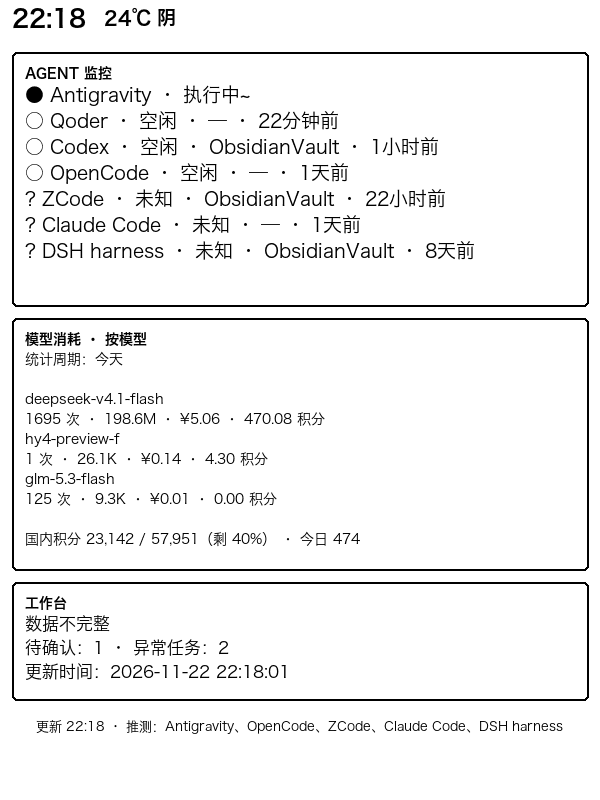 22:18 24℃ 阴
AGENT 监控
● Antigravity · 执行中~
○ Qoder · 空闲 · — · 22分钟前
○ Codex · 空闲 · ObsidianVault · 1小时前
○ OpenCode · 空闲 · — · 1天前
? ZCode · 未知 · ObsidianVault · 22小时前
? Claude Code · 未知 · — · 1天前
? DSH harness · 未知 · ObsidianVault · 8天前
模型消耗 · 按模型
统计周期：今天
deepseek-v4.1-flash
1695 次 · 198.6M · ¥5.06 · 470.08 积分
hy4-preview-f
1 次 · 26.1K · ¥0.14 · 4.30 积分
glm-5.3-flash
125 次 · 9.3K · ¥0.01 · 0.00 积分
国内积分 23,142 / 57,951（剩 40%） · 今日 474
工作台
数据不完整
待确认：1 · 异常任务：2
更新时间：2026-11-22 22:18:01
更新 22:18 · 推测：Antigravity、OpenCode、ZCode、Claude Code、DSH harness